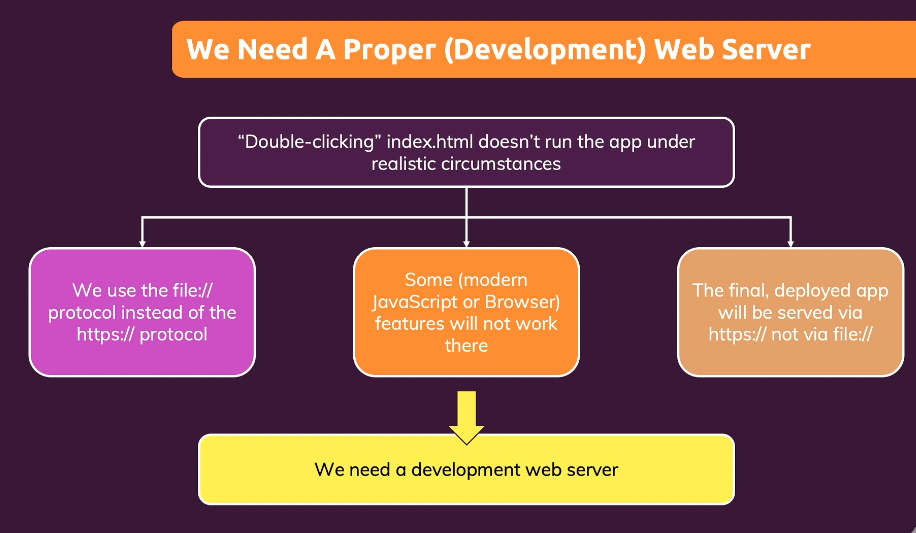 We Need A Proper (Development) Web Server
“Double-clicking” index.html doesn’t run the app under
realistic circumstances
We use the file://
protocol instead of the
https:// protocol
Some (modern
JavaScript or Browser)
features will not work
there
The final, deployed app
will be served via
https:// not via file://
We need a development web server